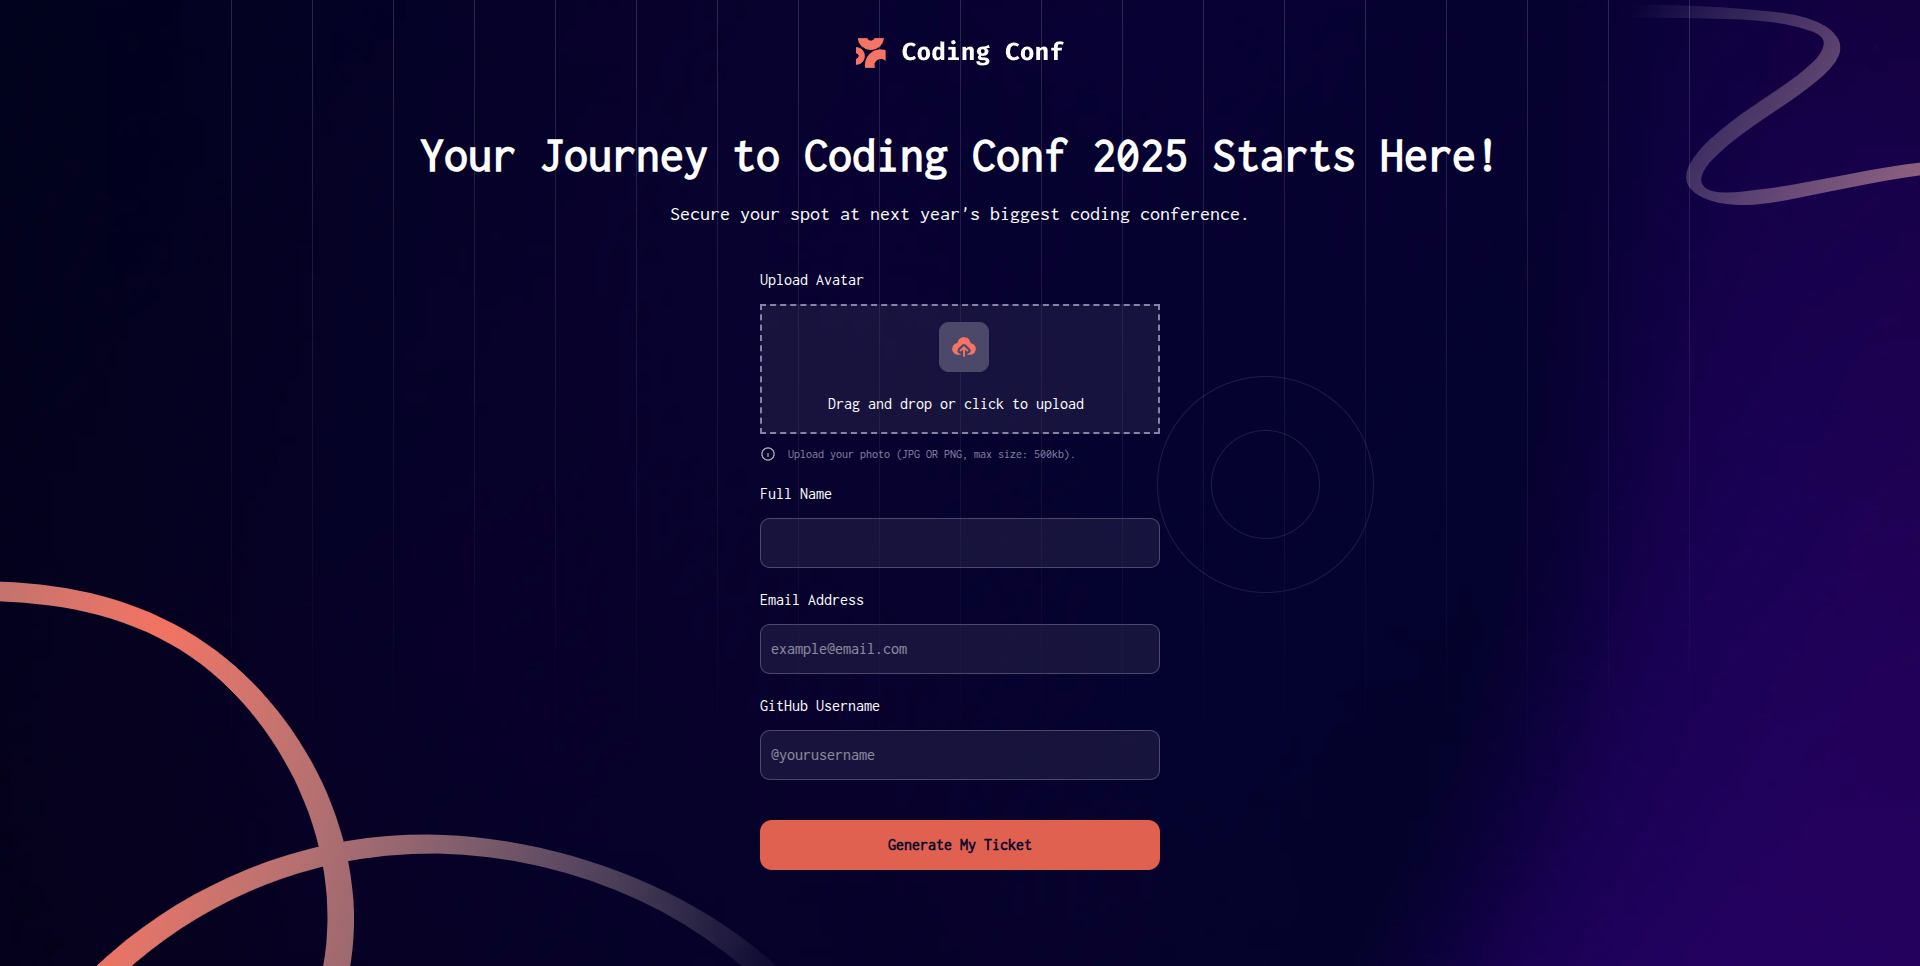 Coding Conf
Your Journey to Coding Conf 2025 Starts Here!
Secure your spot at next year's biggest coding conference.
Upload Avatar
Drag and drop or click to upload
Upload your photo (JPG OR PNG, max size: 500kb).
Full Name
Email Address
example@email.com
GitHub Username
@yourusername
Generate My Ticket